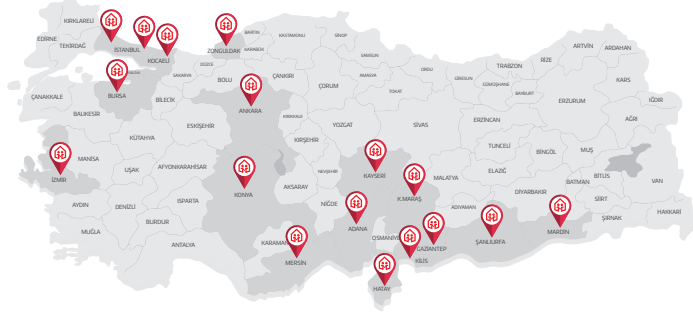 KIRKLARELİ
EDİRNE
TEKİRDAĞ
İSTANBUL
KOCAELİ
ZONGULDAK
BARTIN
KARABÜK
KASTAMONU
SİNOP
ARTVİN
ARDAHAN
SAMSUN
RİZE
TRABZON
ORDU
GİRESUN
GÜMÜŞHANE
BAYBURT
KARS
DÜZCE
SAKARYA
BOLU
ÇANKIRI
AMASYA
TOKAT
ÇORUM
ÇANAKKALE
BURSA
BİLECİK
ANKARA
ERZURUM
IĞDIR
BALIKESİR
KIRIKKALE
YOZGAT
SİVAS
ERZİNCAN
AĞRI
ESKİŞEHİR
KÜTAHYA
KIRŞEHİR
TUNCELİ
BİNGÖL
MUŞ
MANİSA
UŞAK
AFYONKARAHİSAR
NEVŞEHİR
KAYSERİ
MALATYA
ELAZIĞ
BİTLİS
VAN
İZMİR
KONYA
AKSARAY
K.MARAŞ
DİYARBAKIR
BATMAN
SİİRT
AYDIN
DENİZLİ
ISPARTA
NİĞDE
ADIYAMAN
ŞIRNAK
HAKKARİ
MUĞLA
BURDUR
ANTALYA
KARAMAN
ADANA
OSMANİYE
GAZİANTEP
ŞANLIURFA
MARDİN
MERSİN
KİLİS
HATAY